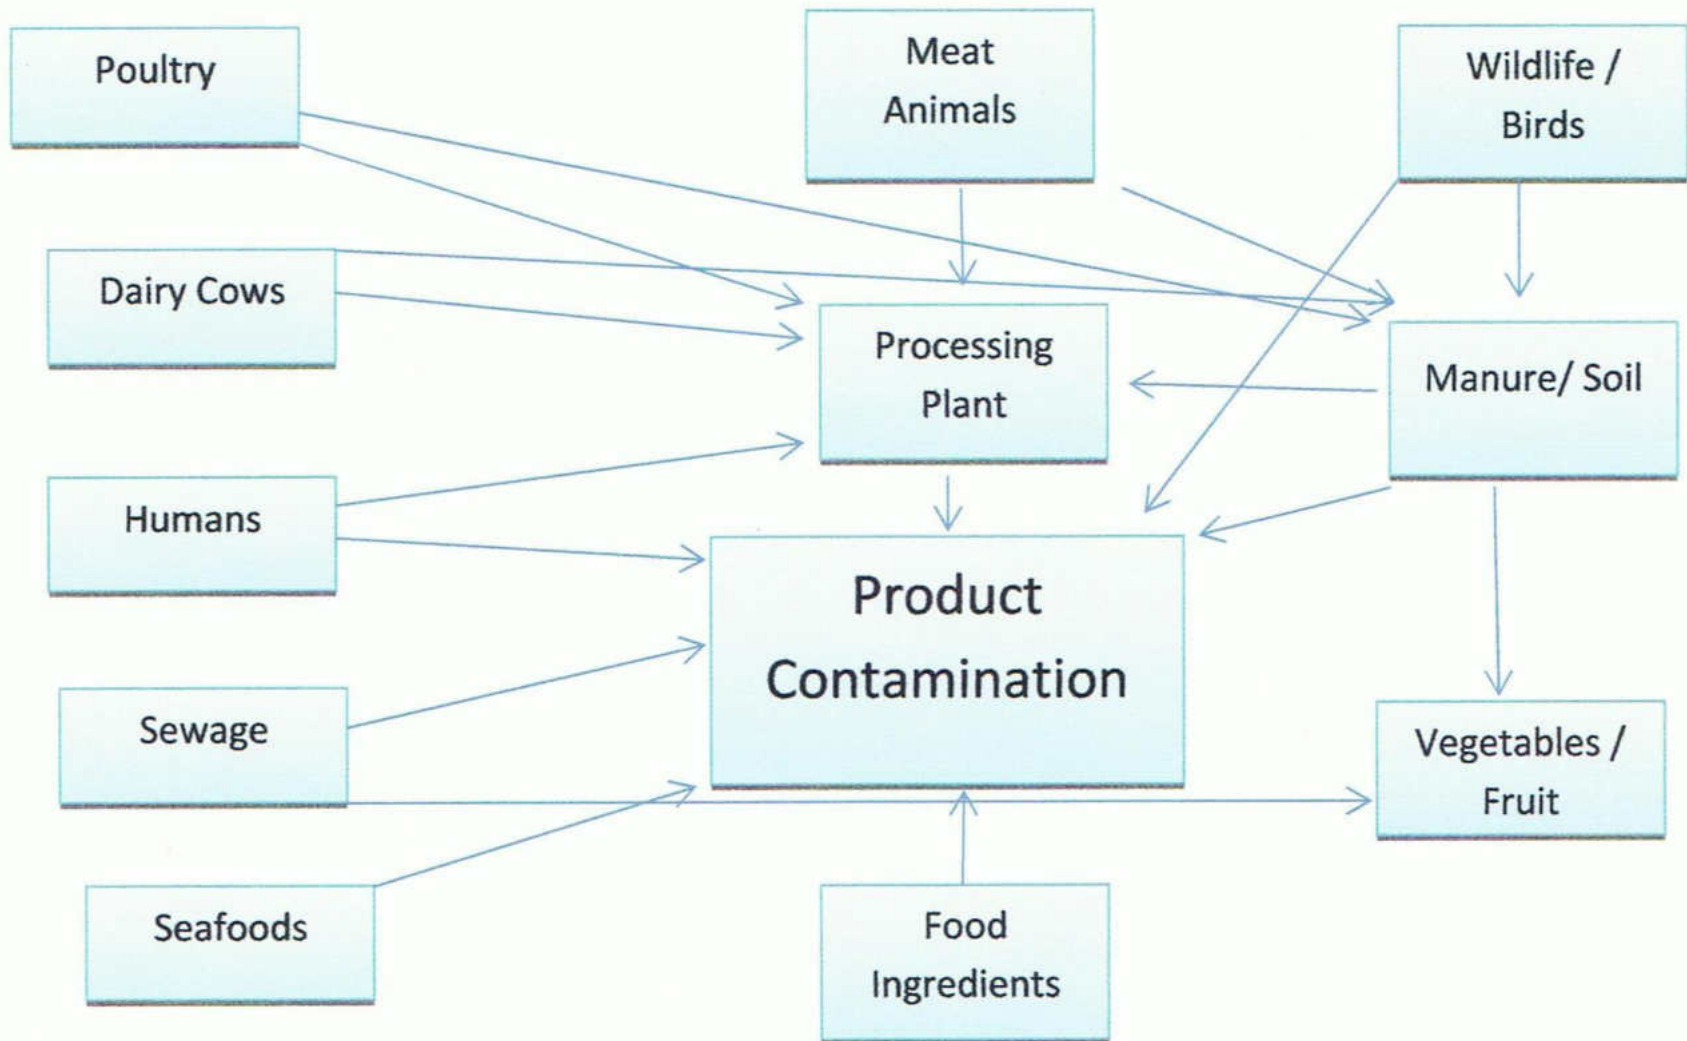 Poultry
Meat
Animals
Wildlife /
Birds
Dairy Cows
Processing
Plant
Manure/ Soil
Humans
Product
Contamination
Sewage
Vegetables /
Fruit
Seafoods
Food
Ingredients